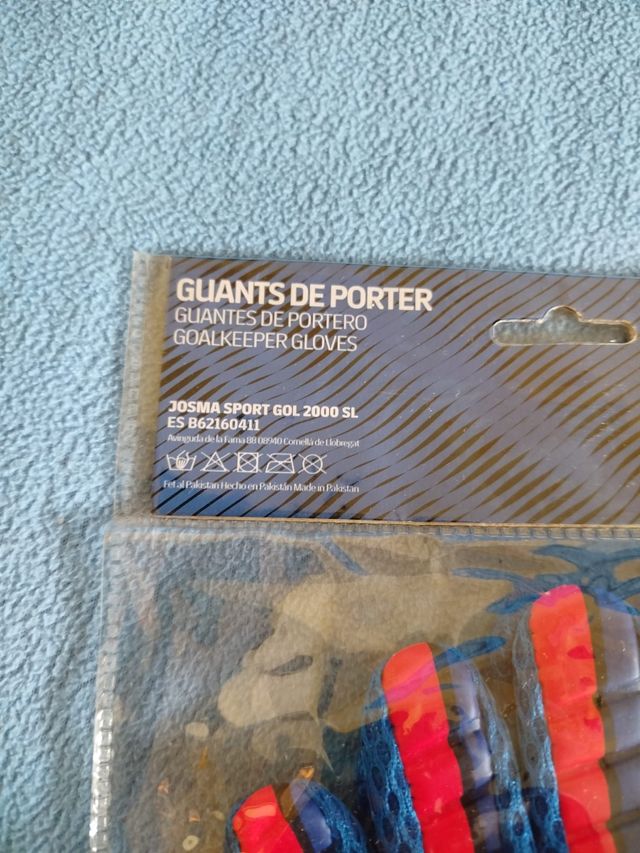 GUANTS DE PORTER
GUANTES DE PORTERO
GOALKEEPER GLOVES
JOSMA SPORT GOL 2000 SL
ES B62160411
Avinguda de la Fama 88 08940 Cornellá de Llobregat
Fet al Pakistan Hecho en Pakistán Made in Pakistan